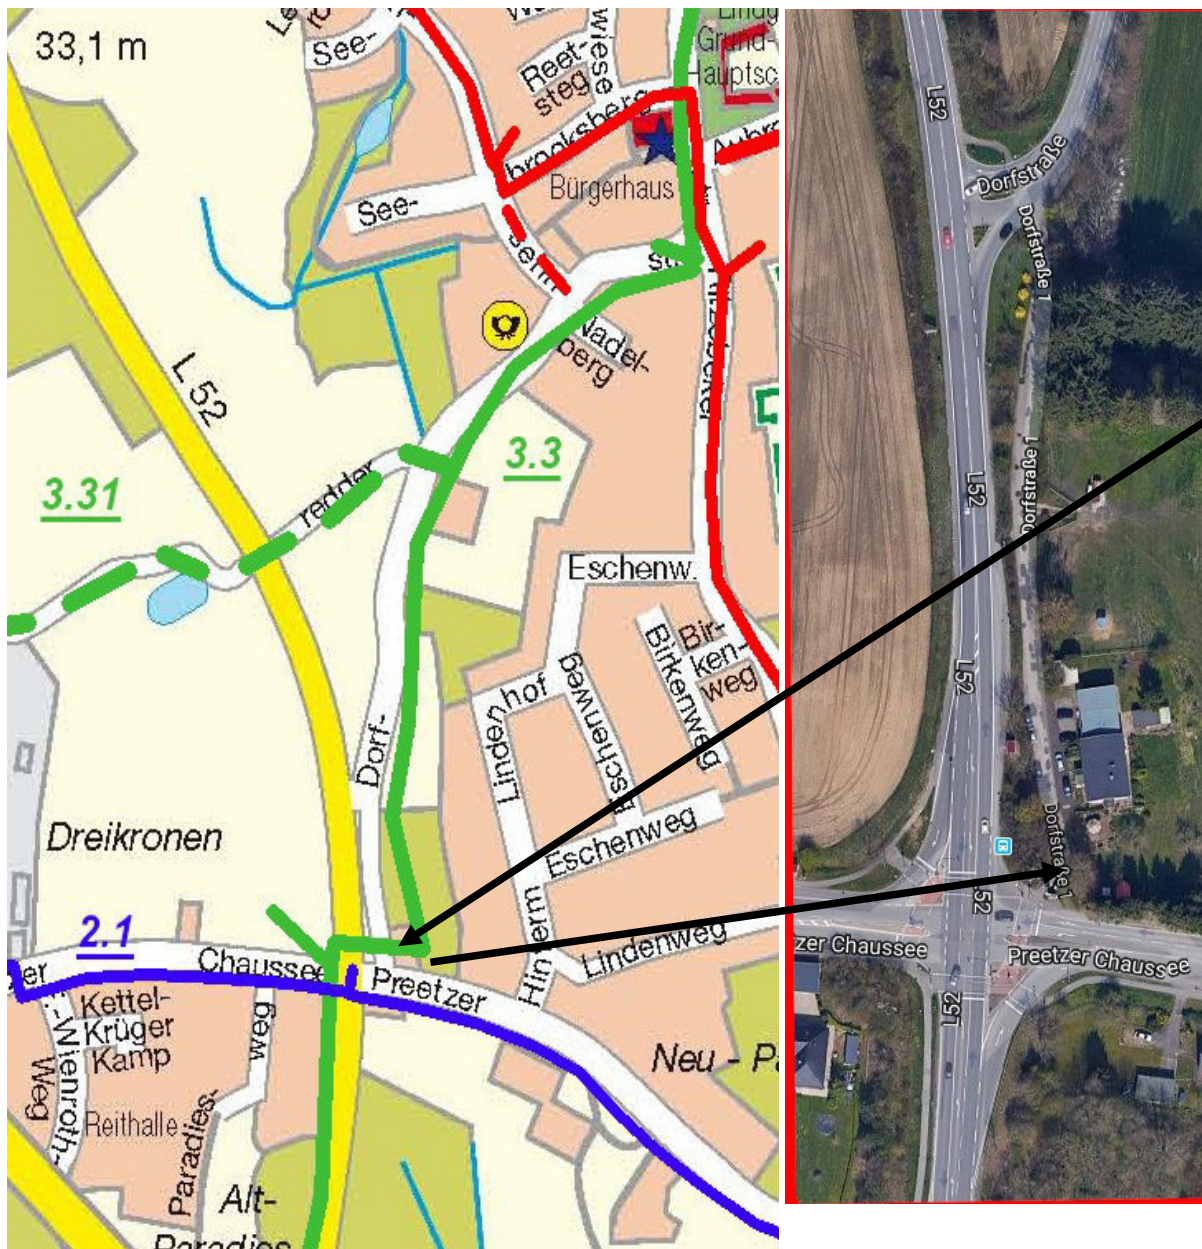 33,1 m
See-
Reet-
steg
wiese
Grund-
Hauptsc
brooksberg
Bürgerhaus
See-
Nadel-
berg
L 52
3.3
3.31
redder
Eschenw.
Bir-
ken-
weg
Birkenweg
Eschenweg
Lindenhof
Dorf-
Eschenweg
Dreikronen
2.1
Chaussee
Preetzer
Hinterm
Lindenweg
Kettel-
Krüger
Kamp
Wienroth-
Weg
weg
Paradies-
Reithalle
Neu - Pa
Alt-
Paradies
L52
Dorfstraße
Dorfstraße 1
L52
Dorfstraße 1
L52
Dorfstraße 1
L52
zer Chaussee
Preetzer Chaussee
L52